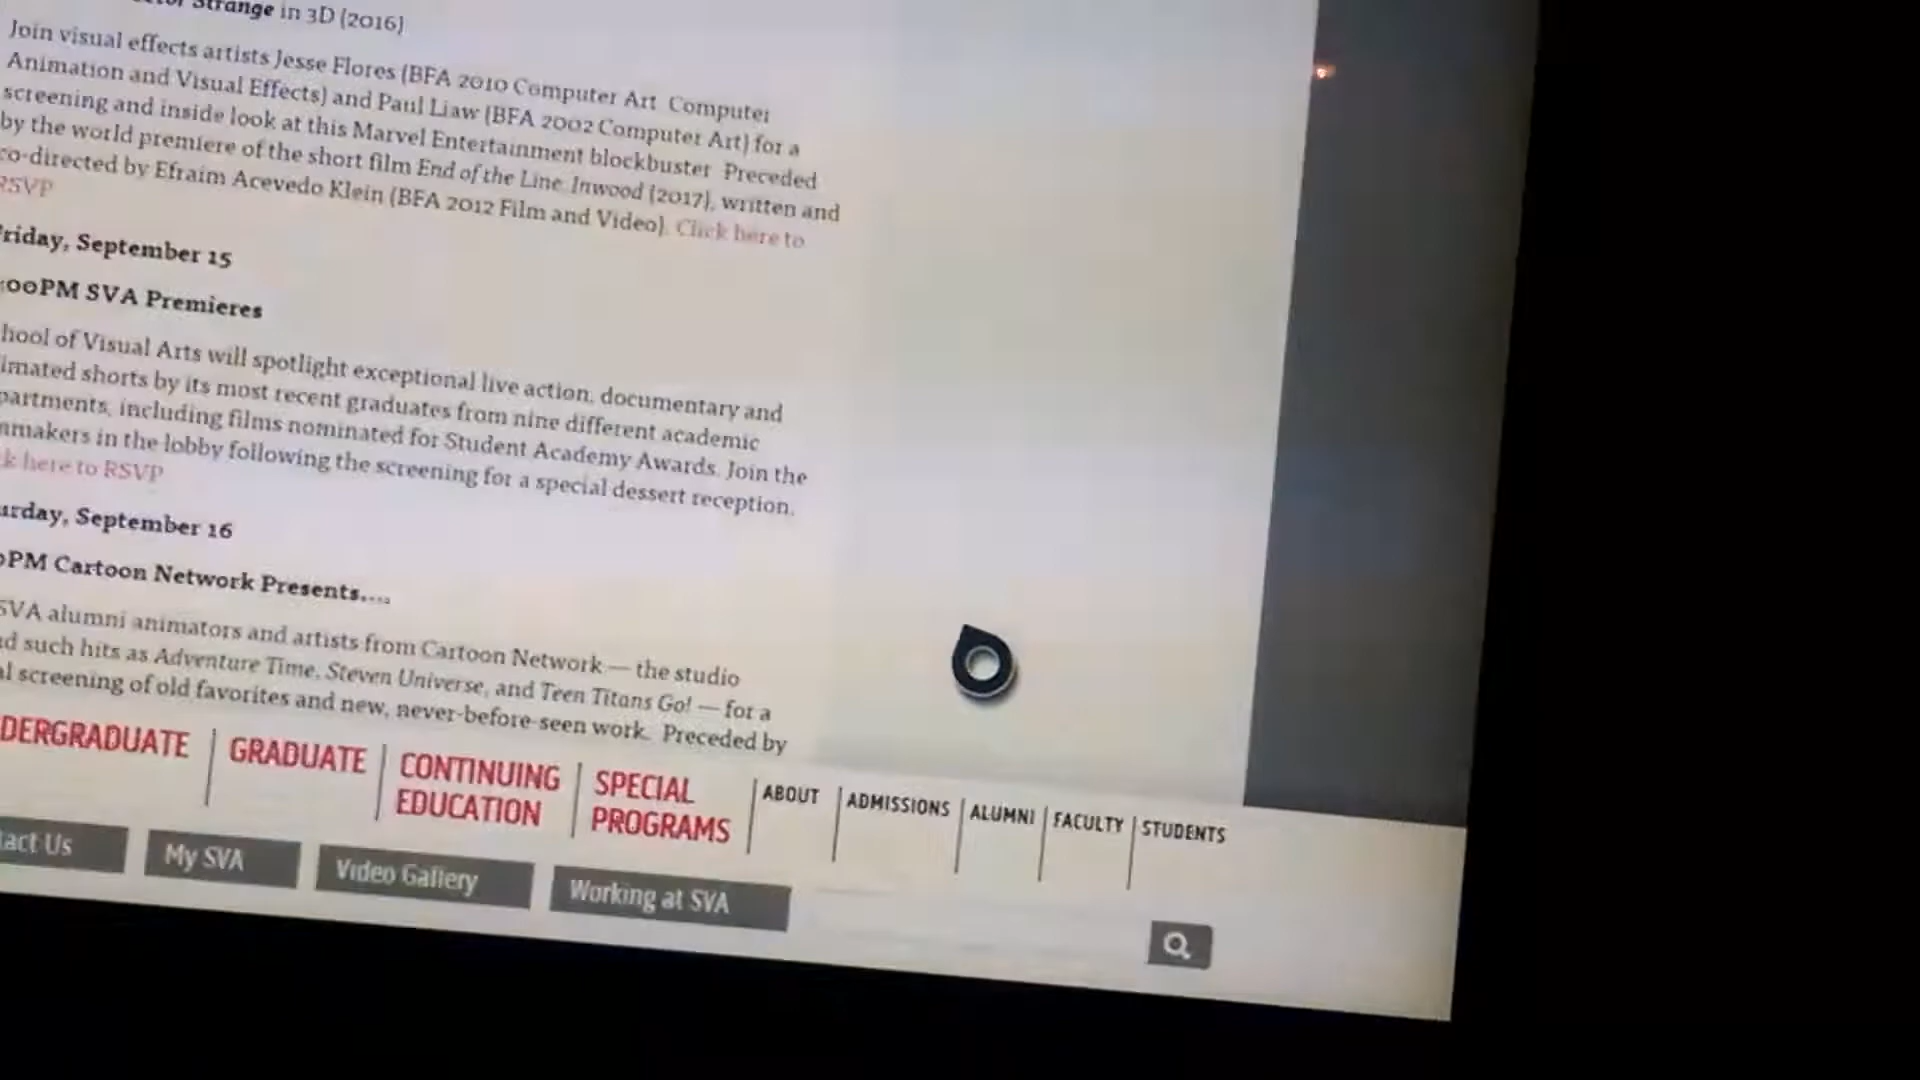 Strange in 3D (2016)
Join visual effects artists Jesse Flores (BFA 2010 Computer Art Computer
Animation and Visual Effects) and Paul Liaw (BFA 2002 Computer Art) for a
screening and inside look at this Marvel Entertainment blockbuster Preceded
by the world premiere of the short film End of the Line Inwood (2017), written and
co-directed by Efraim Acevedo Klein (BFA 2012 Film and Video). Click here to
RSVP
Friday, September 15
:00PM SVA Premieres
hool of Visual Arts will spotlight exceptional live action, documentary and
imated shorts by its most recent graduates from nine different academic
partments, including films nominated for Student Academy Awards. Join the
nmakers in the lobby following the screening for a special dessert reception.
k here to RSVP
urday, September 16
0PM Cartoon Network Presents....
SVA alumni animators and artists from Cartoon Network — the studio
d such hits as Adventure Time, Steven Universe, and Teen Titans Go! — for a
al screening of old favorites and new, never-before-seen work. Preceded by
DERGRADUATE GRADUATE CONTINUING EDUCATION SPECIAL PROGRAMS ABOUT ADMISSIONS ALUMNI FACULTY STUDENTS
tact Us My SVA Video Gallery Working at SVA